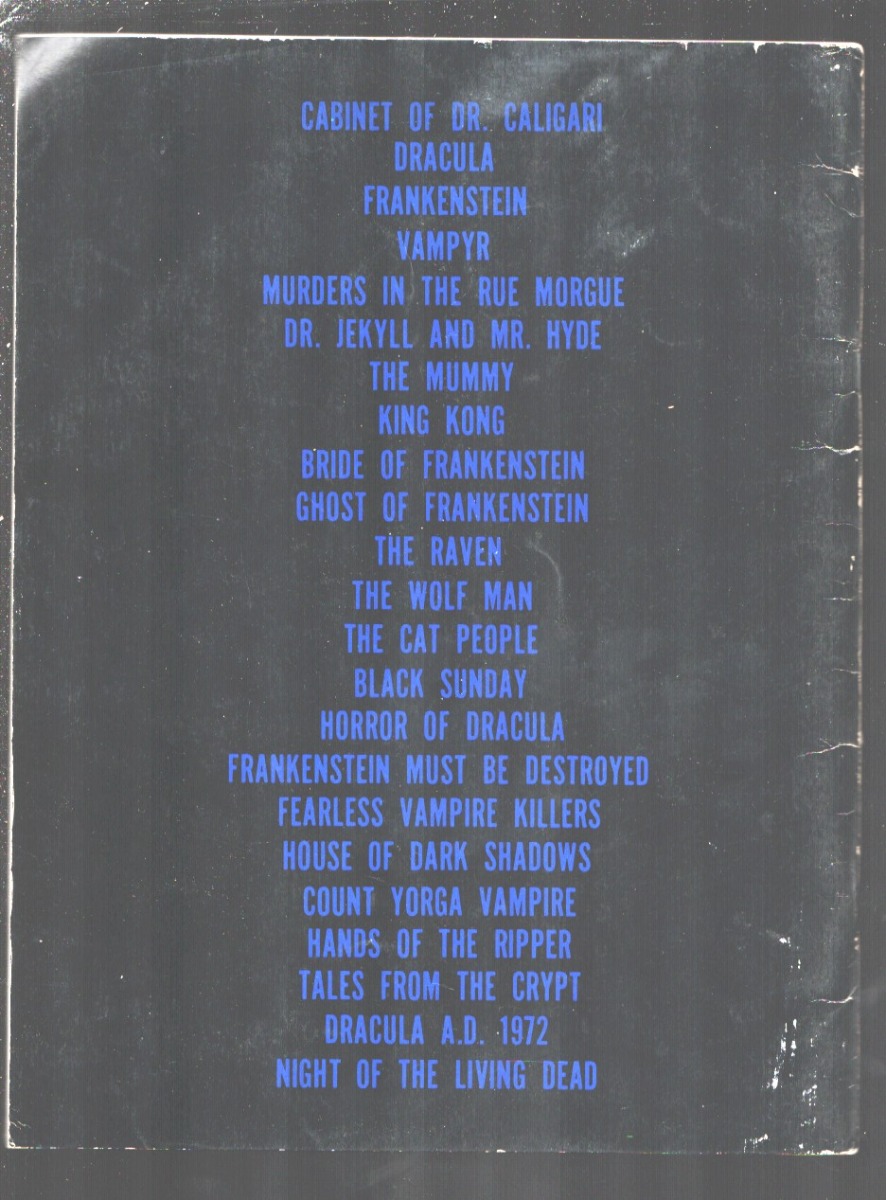 CABINET OF DR. CALIGARI
DRACULA
FRANKENSTEIN
VAMPYR
MURDERS IN THE RUE MORGUE
DR. JEKYLL AND MR. HYDE
THE MUMMY
KING KONG
BRIDE OF FRANKENSTEIN
GHOST OF FRANKENSTEIN
THE RAVEN
THE WOLF MAN
THE CAT PEOPLE
BLACK SUNDAY
HORROR OF DRACULA
FRANKENSTEIN MUST BE DESTROYED
FEARLESS VAMPIRE KILLERS
HOUSE OF DARK SHADOWS
COUNT YORGA VAMPIRE
HANDS OF THE RIPPER
TALES FROM THE CRYPT
DRACULA A.D. 1972
NIGHT OF THE LIVING DEAD